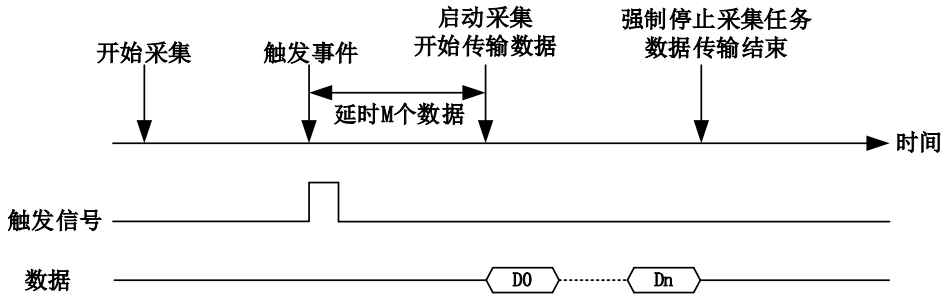 开始采集
触发事件
启动采集
开始传输数据
强制停止采集任务
数据传输结束
延时M个数据
时间
触发信号
数据
D0
Dn